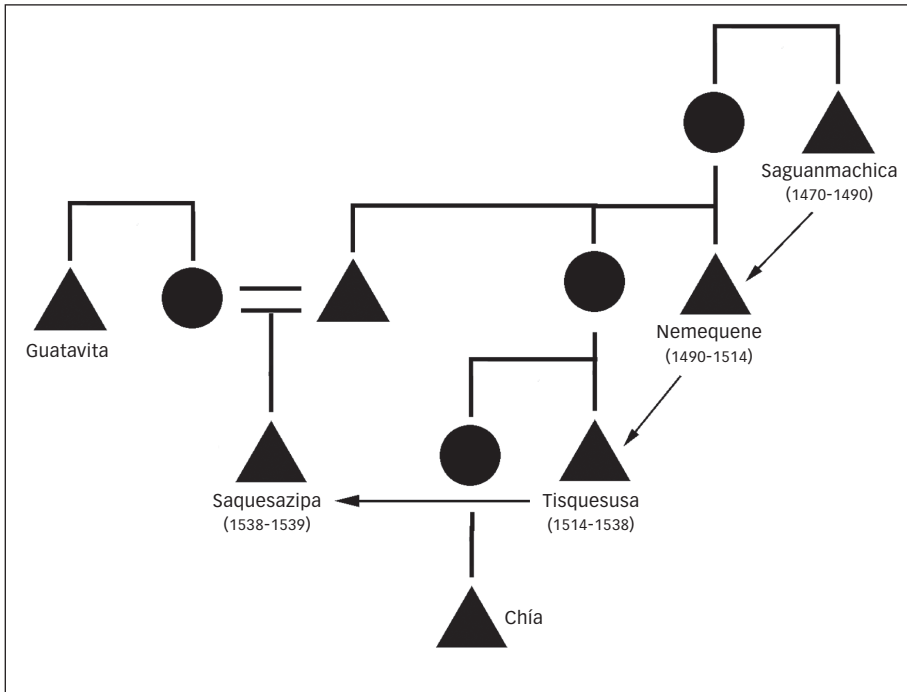 Saguanmachica
(1470-1490)
Guatavita
Nemequene
(1490-1514)
Saquesazipa
(1538-1539)
Tisquesusa
(1514-1538)
Chía